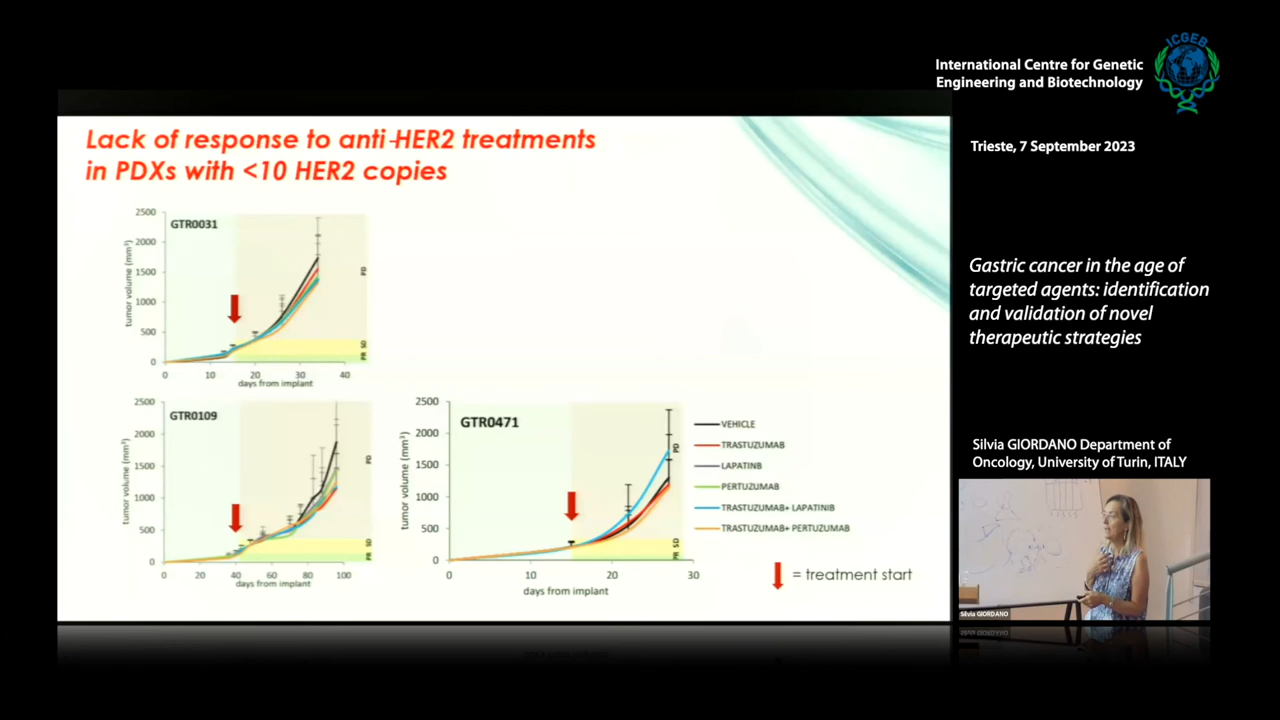 International Centre for Genetic
Engineering and Biotechnology
ICGEB
Trieste, 7 September 2023
Gastric cancer in the age of
targeted agents: identification
and validation of novel
therapeutic strategies
Silvia GIORDANO Department of
Oncology, University of Turin, ITALY
Silvia GIORDANO
Lack of response to anti-HER2 treatments
in PDXs with <10 HER2 copies
GTR0031
tumor volume (mm³)
2500
2000
1500
1000
500
0
0 10 20 30 40
days from implant
PD
SD
PR
GTR0109
tumor volume (mm³)
2500
2000
1500
1000
500
0
0 20 40 60 80 100
days from implant
PD
SD
PR
GTR0471
tumor volume (mm³)
2500
2000
1500
1000
500
0
0 10 20 30
days from implant
PD
SD
PR
VEHICLE
TRASTUZUMAB
LAPATINB
PERTUZUMAB
TRASTUZUMAB+ LAPATINIB
TRASTUZUMAB+ PERTUZUMAB
= treatment start